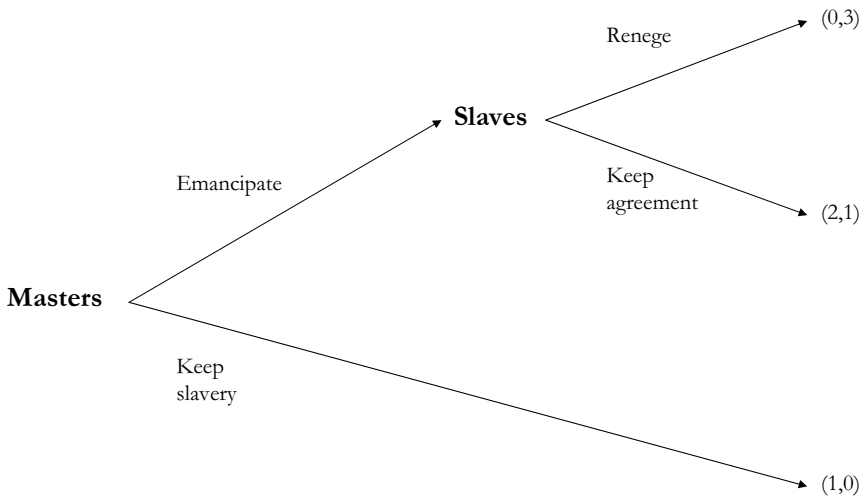 (0,3)
Renege
Slaves
Emancipate
Keep
agreement
(2,1)
Masters
Keep
slavery
(1,0)